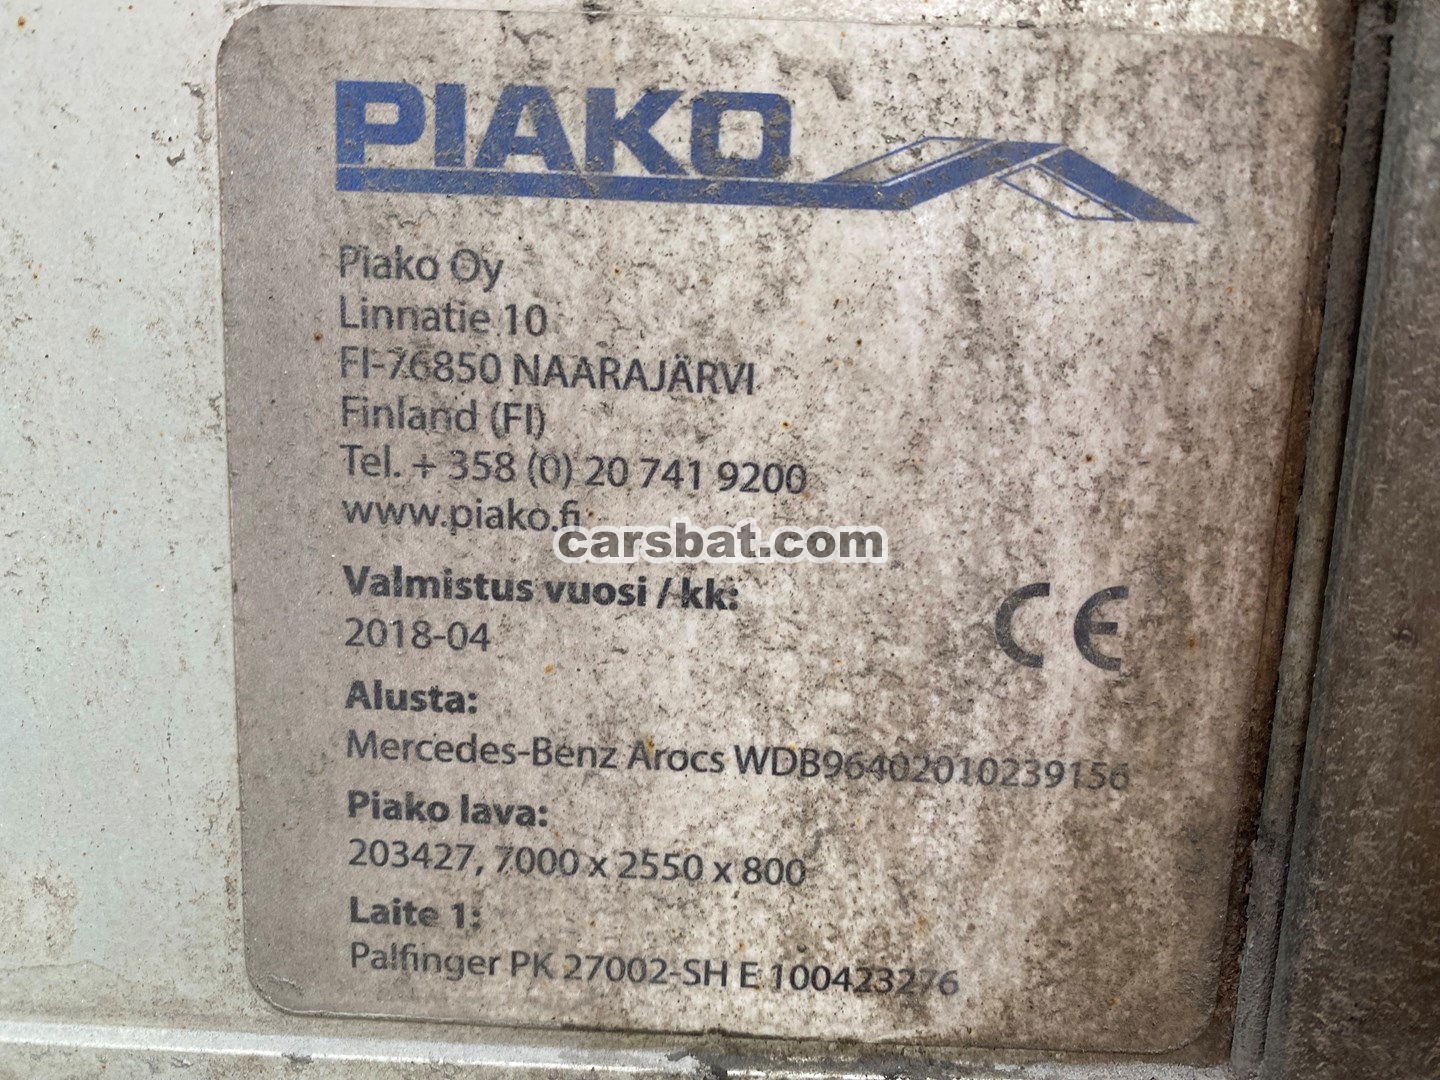 PIAKO
Piako Oy
Linnatie 10
FI-76850 NAARAJÄRVI
Finland (FI)
Tel. + 358 (0) 20 741 9200
www.piako.fi
carsbat.com
Valmistus vuosi / kk:
2018-04
CE
Alusta:
Mercedes-Benz Arocs WDB96402010239156
Piako lava:
203427, 7000 x 2550 x 800
Laite 1:
Palfinger PK 27002-SH E 100423276